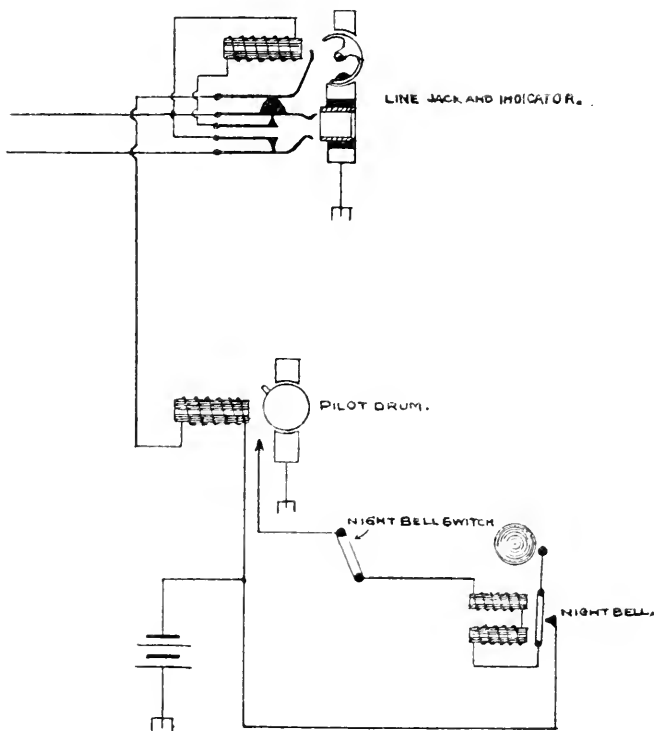 LINE JACK AND INDICATOR.
PILOT DRUM.
NIGHT BELL SWITCH
NIGHT BELL.